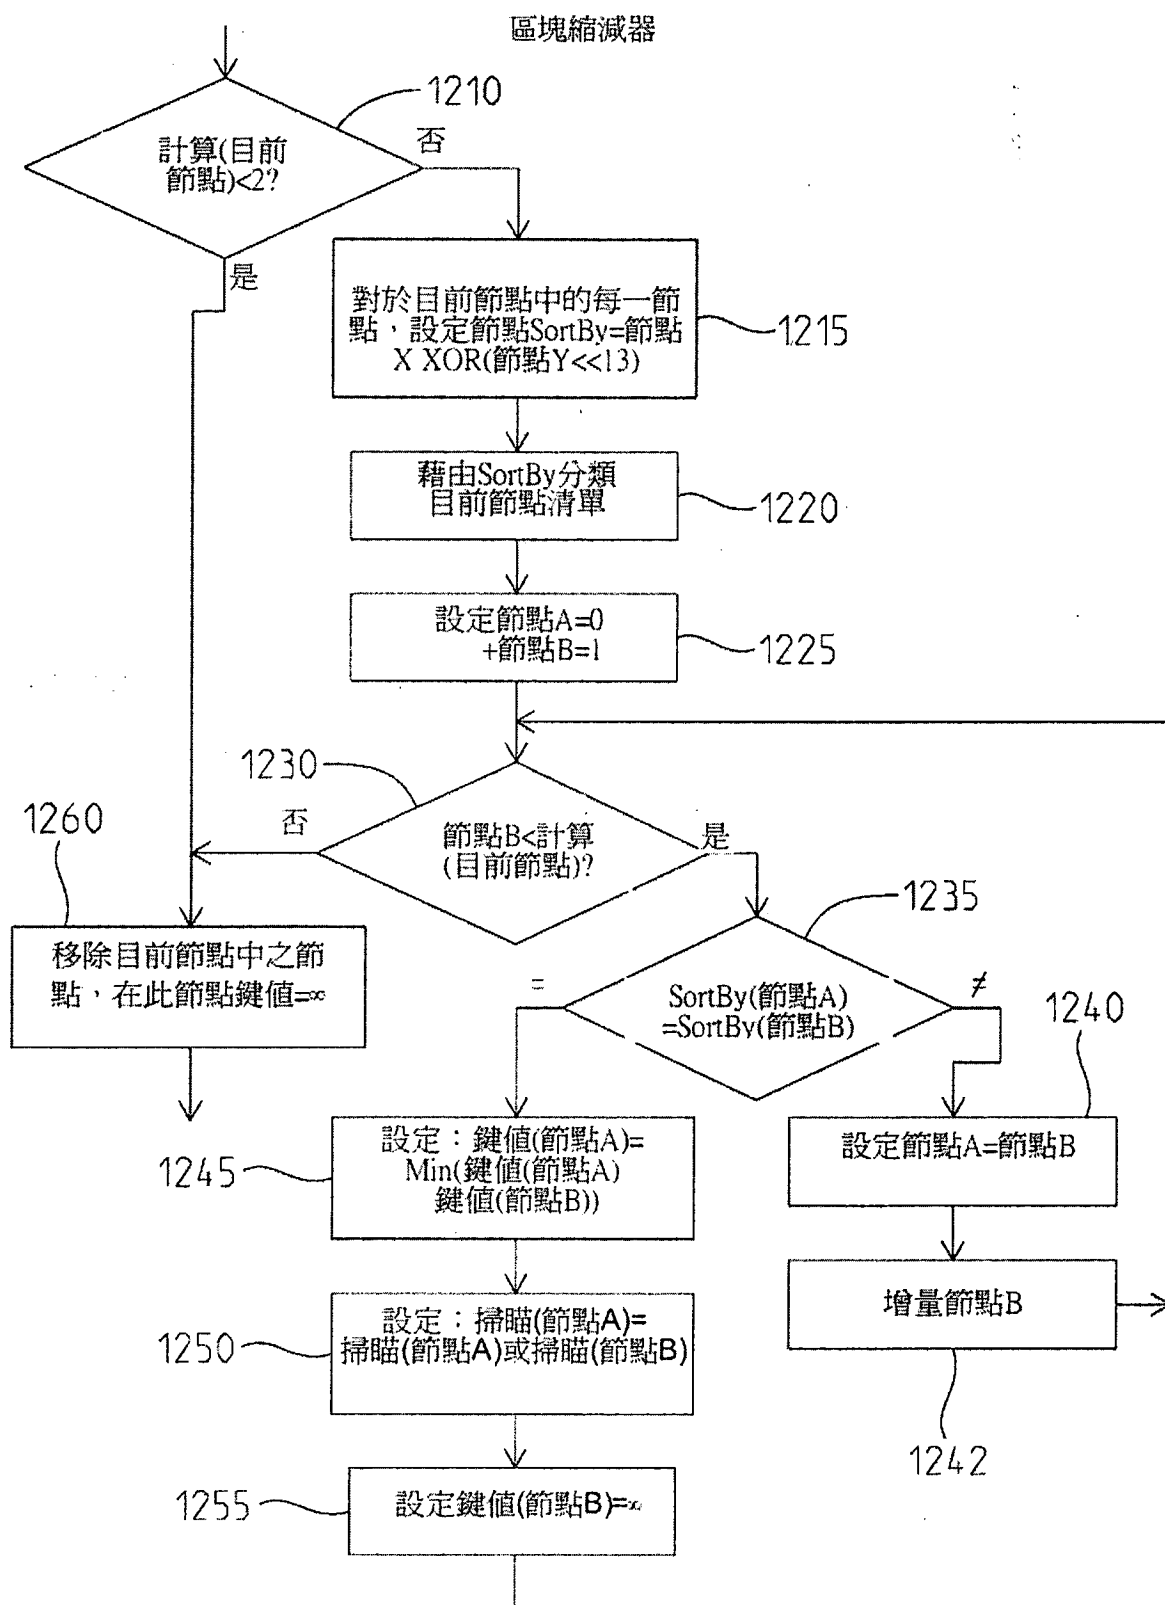 區塊縮減器
1210
計算(目前
節點)<2?
否
是
對於目前節點中的每一節
點，設定節點SortBy=節點
X XOR(節點Y<<13)
1215
藉由SortBy分類
目前節點清單
1220
設定節點A=0
+節點B=1
1225
1230
節點B<計算
(目前節點)?
否
是
1260
移除目前節點中之節
點，在此節點鍵值=∞
1235
SortBy(節點A)
=SortBy(節點B)
=
≠
1240
設定節點A=節點B
設定：鍵值(節點A)=
Min(鍵值(節點A)
鍵值(節點B))
1245
增量節點B
1242
設定：掃瞄(節點A)=
掃瞄(節點A)或掃瞄(節點B)
1250
設定鍵值(節點B)=∞
1255